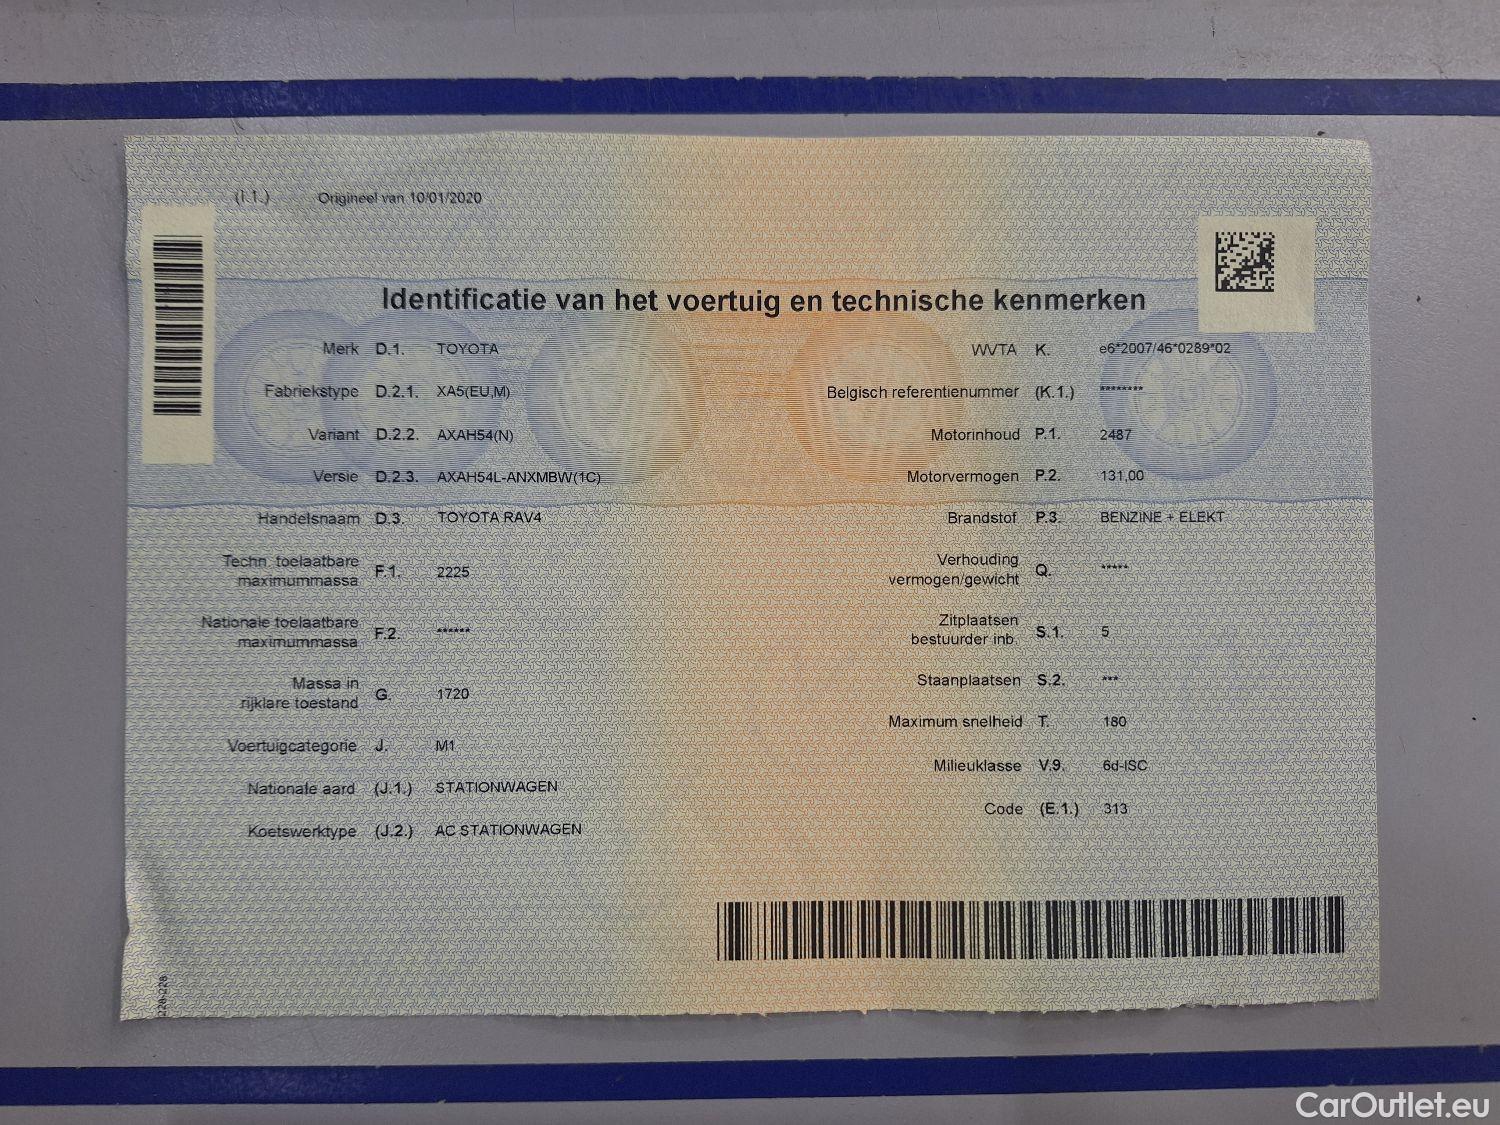 (I.1.) Origineel van 10/01/2020
Identificatie van het voertuig en technische kenmerken
Merk D.1. TOYOTA
Fabriekstype D.2.1. XA5(EU,M)
Variant D.2.2. AXAH54(N)
Versie D.2.3. AXAH54L-ANXMBW(1C)
Handelsnaam D.3. TOYOTA RAV4
Techn. toelaatbare
maximummassa F.1. 2225
Nationale toelaatbare
maximummassa F.2. ******
Massa in
rijklare toestand G. 1720
Voertuigcategorie J. M1
Nationale aard (J.1.) STATIONWAGEN
Koetswerktype (J.2.) AC STATIONWAGEN
WVTA K. e6*2007/46*0289*02
Belgisch referentienummer (K.1.) ********
Motorinhoud P.1. 2487
Motorvermogen P.2. 131,00
Brandstof P.3. BENZINE + ELEKT
Verhouding
vermogen/gewicht Q. *****
Zitplaatsen
bestuurder inb. S.1. 5
Staanplaatsen S.2. ***
Maximum snelheid T. 180
Milieuklasse V.9. 6d-ISC
Code (E.1.) 313
228-228
CarOutlet.eu